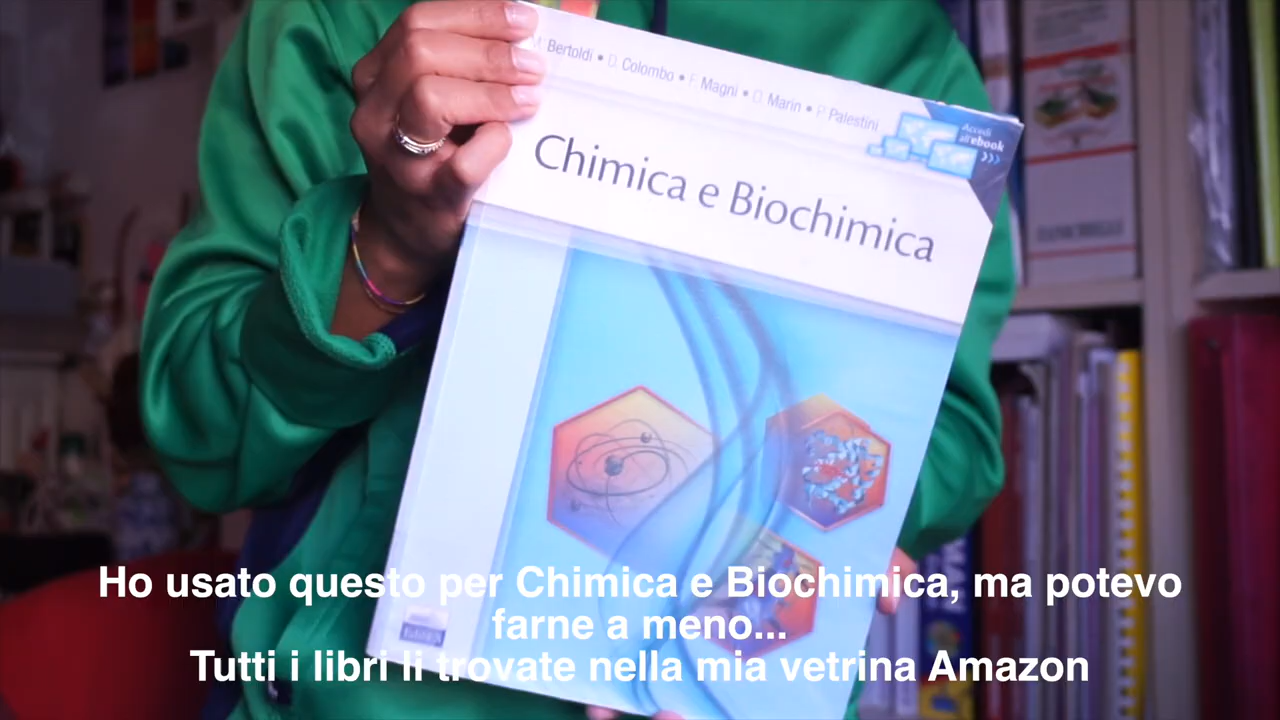 M. Bertoldi • D. Colombo • F. Magni • O. Marin • P. Palestini
Accedi
all'ebook
Chimica e Biochimica
EdiSES
Ho usato questo per Chimica e Biochimica, ma potevo
farne a meno...
Tutti i libri li trovate nella mia vetrina Amazon